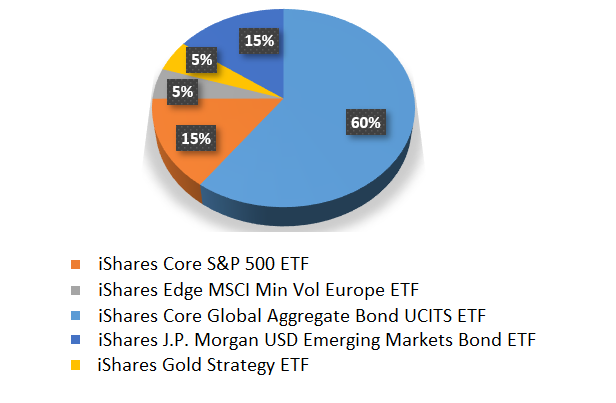 15%
5%
5%
60%
15%
iShares Core S&P 500 ETF
iShares Edge MSCI Min Vol Europe ETF
iShares Core Global Aggregate Bond UCITS ETF
iShares J.P. Morgan USD Emerging Markets Bond ETF
iShares Gold Strategy ETF